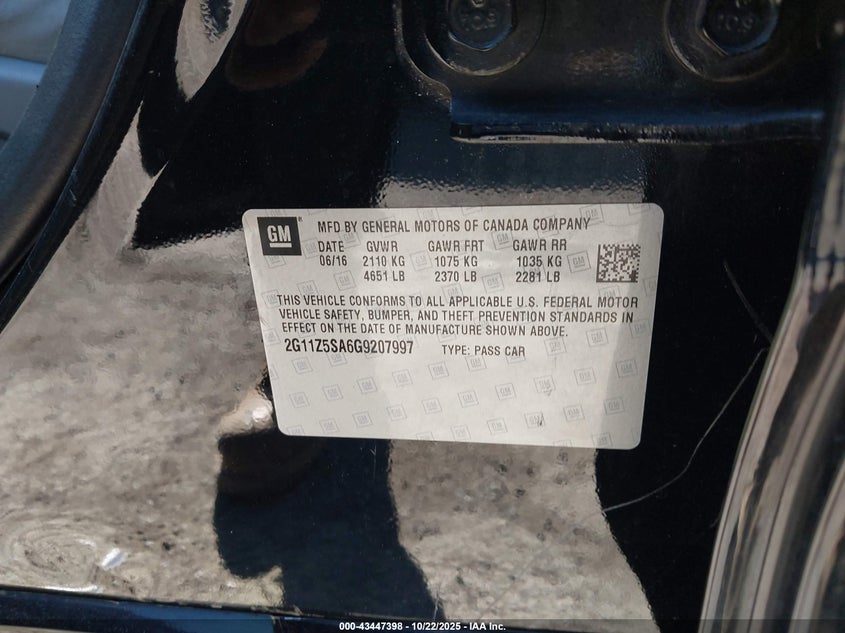 109
109
GM
MFD BY GENERAL MOTORS OF CANADA COMPANY
DATE GVWR GAWR FRT GAWR RR
06/16 2110 KG 1075 KG 1035 KG
4651 LB 2370 LB 2281 LB
THIS VEHICLE CONFORMS TO ALL APPLICABLE U.S. FEDERAL MOTOR
VEHICLE SAFETY, BUMPER, AND THEFT PREVENTION STANDARDS IN
EFFECT ON THE DATE OF MANUFACTURE SHOWN ABOVE.
2G11Z5SA6G9207997 TYPE: PASS CAR
000-43447398 - 10/22/2025 - IAA Inc.